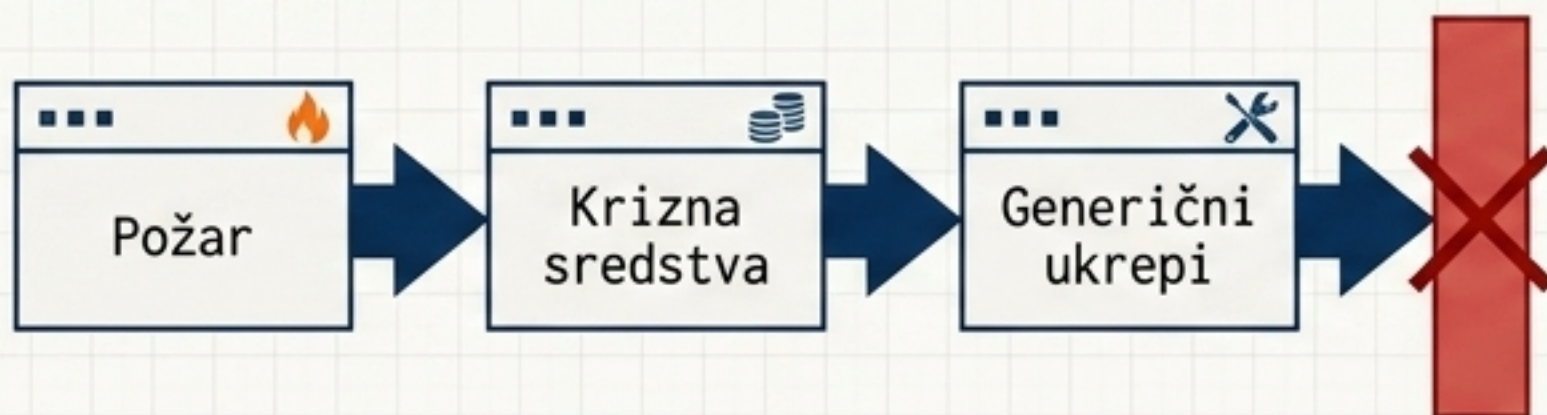 Požar
Krizna
sredstva
Generični
ukrepi